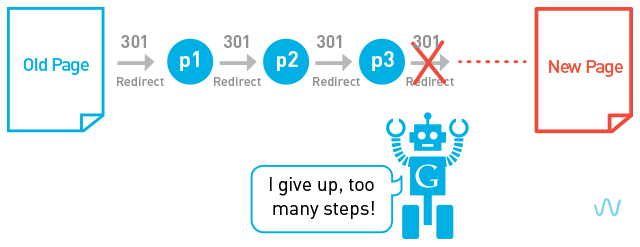 301 301 301 301
Old Page p1 p2 p3 New Page
Redirect Redirect Redirect Redirect
G
I give up, too
many steps!